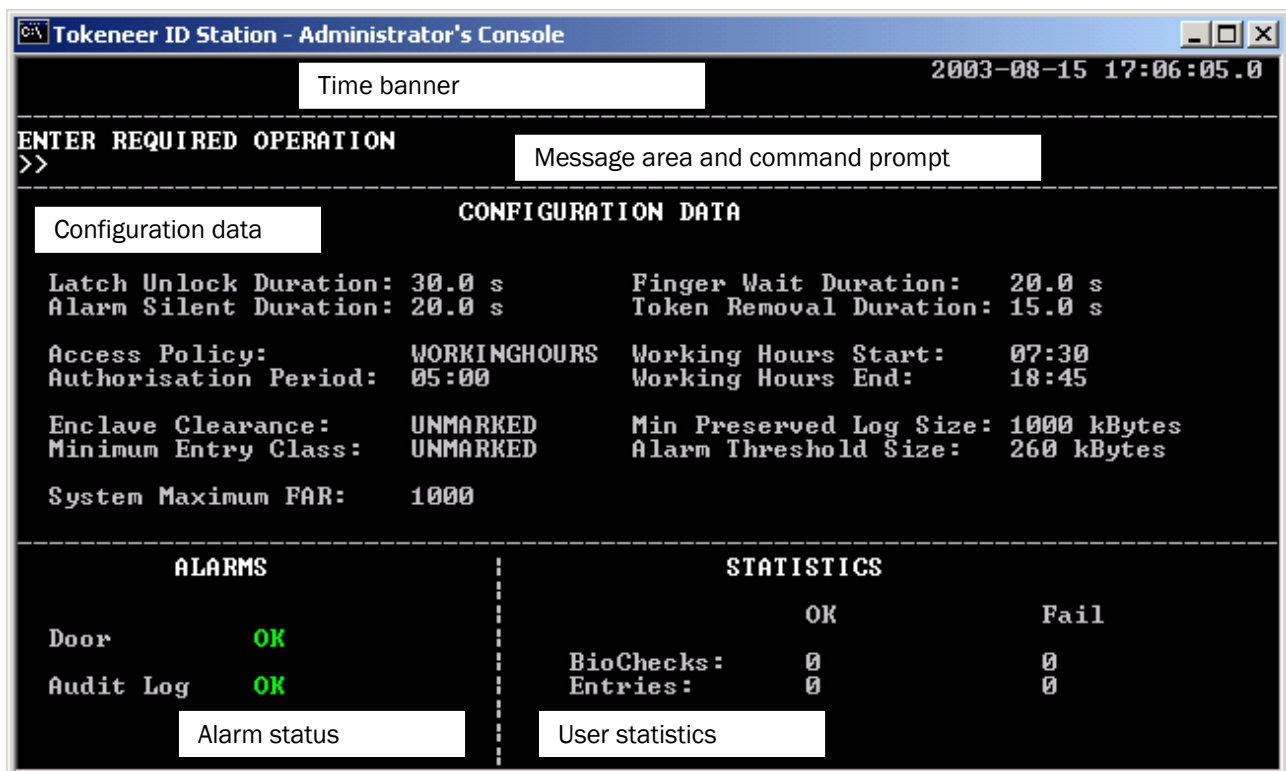 Tokeneer ID Station - Administrator's Console
2003-08-15 17:06:05.0
Time banner
ENTER REQUIRED OPERATION
>>
Message area and command prompt
CONFIGURATION DATA
Configuration data
Latch Unlock Duration: 30.0 s Finger Wait Duration: 20.0 s
Alarm Silent Duration: 20.0 s Token Removal Duration: 15.0 s
Access Policy: WORKINGHOURS Working Hours Start: 07:30
Authorisation Period: 05:00 Working Hours End: 18:45
Enclave Clearance: UNMARKED Min Preserved Log Size: 1000 kBytes
Minimum Entry Class: UNMARKED Alarm Threshold Size: 260 kBytes
System Maximum FAR: 1000
ALARMS STATISTICS
OK Fail
Door OK
BioChecks: 0 0
Audit Log OK Entries: 0 0
Alarm status User statistics